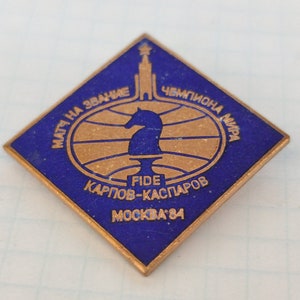 МАТЧ НА ЗВАНИЕ ЧЕМПИОНА МИРА
FIDE
КАРПОВ-КАСПАРОВ
МОСКВА'84